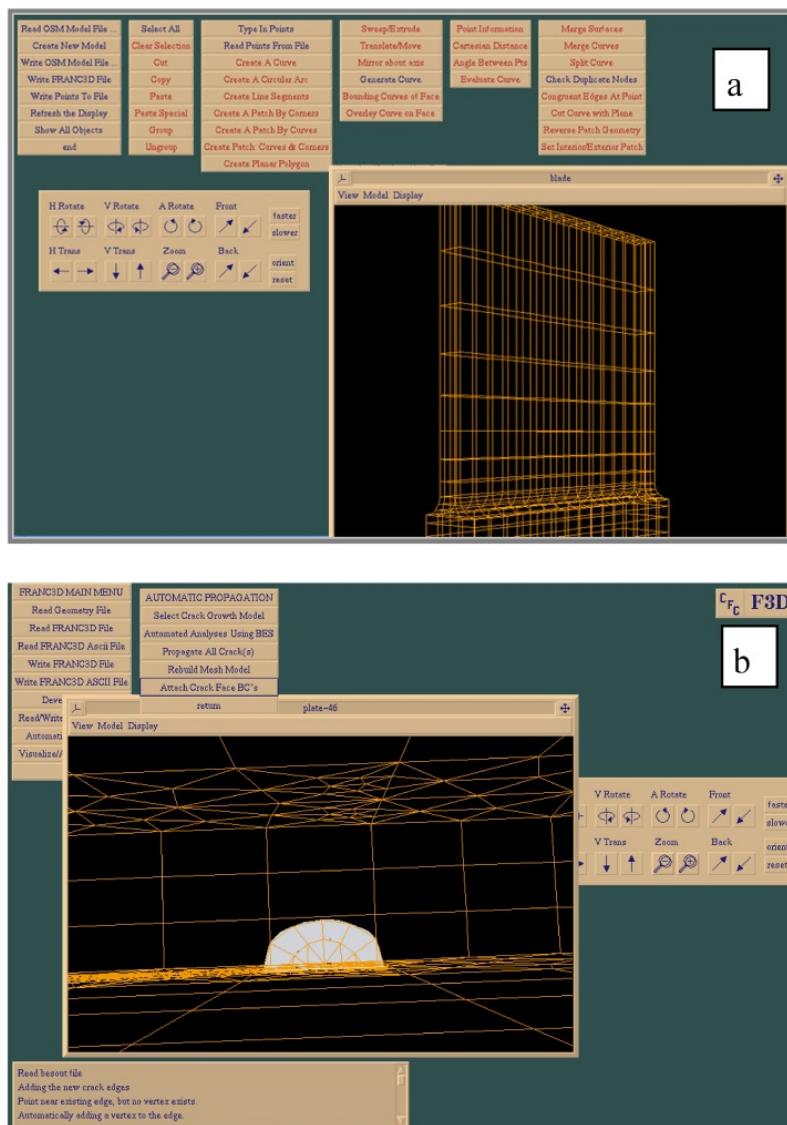 Read OSM Model File ...
Create New Model
Write OSM Model File ...
Write FRANC3D File
Write Points To File
Refresh the Display
Show All Objects
end
Select All
Clear Selection
Cut
Copy
Paste
Paste Special
Group
Ungroup
Type In Points
Read Points From File
Create A Curve
Create A Circular Arc
Create Line Segments
Create A Patch By Corners
Create A Patch By Curves
Create Patch: Curves & Corners
Create Planar Polygon
Sweep/Extrude
Translate/Move
Mirror about axis
Generate Curve
Bounding Curves of Face
Overlay Curve on Face
Point Information
Cartesian Distance
Angle Between Pts
Evaluate Curve
Merge Surfaces
Merge Curves
Split Curve
Check Duplicate Nodes
Congruent Edges At Point
Cut Curve with Plane
Reverse Patch Geometry
Set Interior/Exterior Patch
a
H Rotate V Rotate A Rotate Front
faster
slower
H Trans V Trans Zoom Back
orient
reset
blade
View Model Display
FRANC3D MAIN MENU
Read Geometry File
Read FRANC3D File
Read FRANC3D Ascii File
Write FRANC3D File
Write FRANC3D ASCII File
Deve
Read/Write
Automati
Visualize/A
AUTOMATIC PROPAGATION
Select Crack Growth Model
Automated Analyses Using BES
Propagate All Crack(s)
Rebuild Mesh Model
Attach Crack Face BC's
return
CFC F3D
b
plate-46
View Model Display
V Rotate A Rotate Front
faster
slower
V Trans Zoom Back
orient
reset
Read besout file
Adding the new crack edges
Point near existing edge, but no vertex exists.
Automatically adding a vertex to the edge.